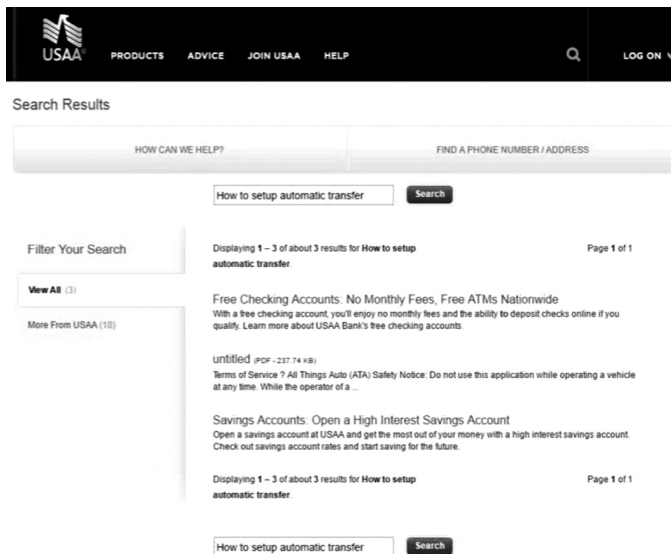 USAA®
PRODUCTS ADVICE JOIN USAA HELP LOG ON
Search Results
HOW CAN WE HELP? FIND A PHONE NUMBER / ADDRESS
How to setup automatic transfer Search
Filter Your Search
View All (3)
More From USAA (10)
Displaying 1 – 3 of about 3 results for How to setup Page 1 of 1
automatic transfer.
Free Checking Accounts: No Monthly Fees, Free ATMs Nationwide
With a free checking account, you'll enjoy no monthly fees and the ability to deposit checks online if you
qualify. Learn more about USAA Bank's free checking accounts.
untitled (PDF - 237.74 KB)
Terms of Service ? All Things Auto (ATA) Safety Notice: Do not use this application while operating a vehicle
at any time. While the operator of a ...
Savings Accounts: Open a High Interest Savings Account
Open a savings account at USAA and get the most out of your money with a high interest savings account.
Check out savings account rates and start saving for the future.
Displaying 1 – 3 of about 3 results for How to setup Page 1 of 1
automatic transfer.
How to setup automatic transfer Search